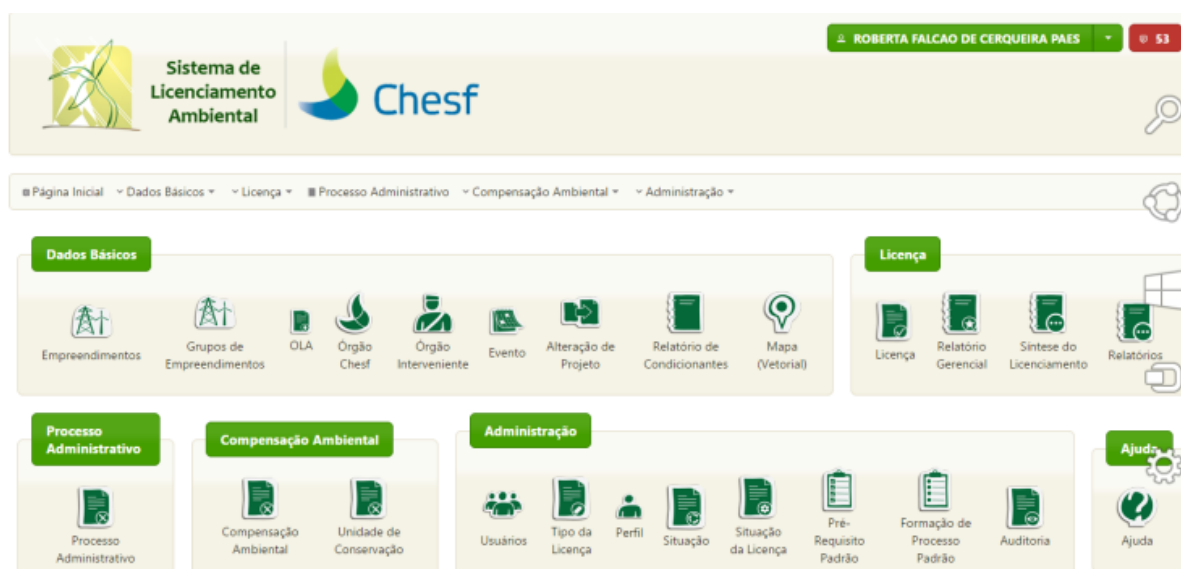 ROBERTA FALCAO DE CERQUEIRA PAES
53
Sistema de
Licenciamento
Ambiental
Chesf
Página Inicial Dados Básicos Licença Processo Administrativo Compensação Ambiental Administração
Dados Básicos
Empreendimentos
Grupos de
Empreendimentos
OLA
Órgão
Chesf
Órgão
Interveniente
Evento
Alteração de
Projeto
Relatório de
Condicionantes
Mapa
(Vetorial)
Licença
Licença
Relatório
Gerencial
Síntese do
Licenciamento
Relatórios
Processo
Administrativo
Processo
Administrativo
Compensação Ambiental
Compensação
Ambiental
Unidade de
Conservação
Administração
Usuários
Tipo da
Licença
Perfil
Situação
Situação
da Licença
Pré-
Requisito
Padrão
Formação de
Processo
Padrão
Auditoria
Ajuda
Ajuda